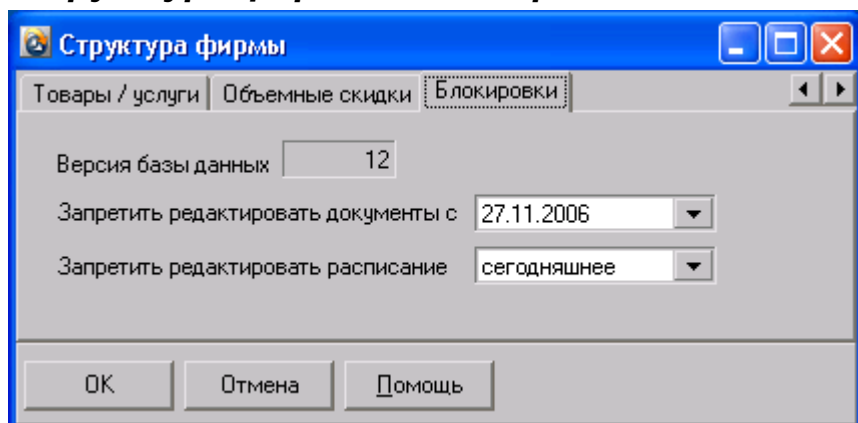 Структура фирмы
Товары / услуги Объемные скидки Блокировки
Версия базы данных 12
Запретить редактировать документы с 27.11.2006
Запретить редактировать расписание сегодняшнее
OK Отмена Помощь